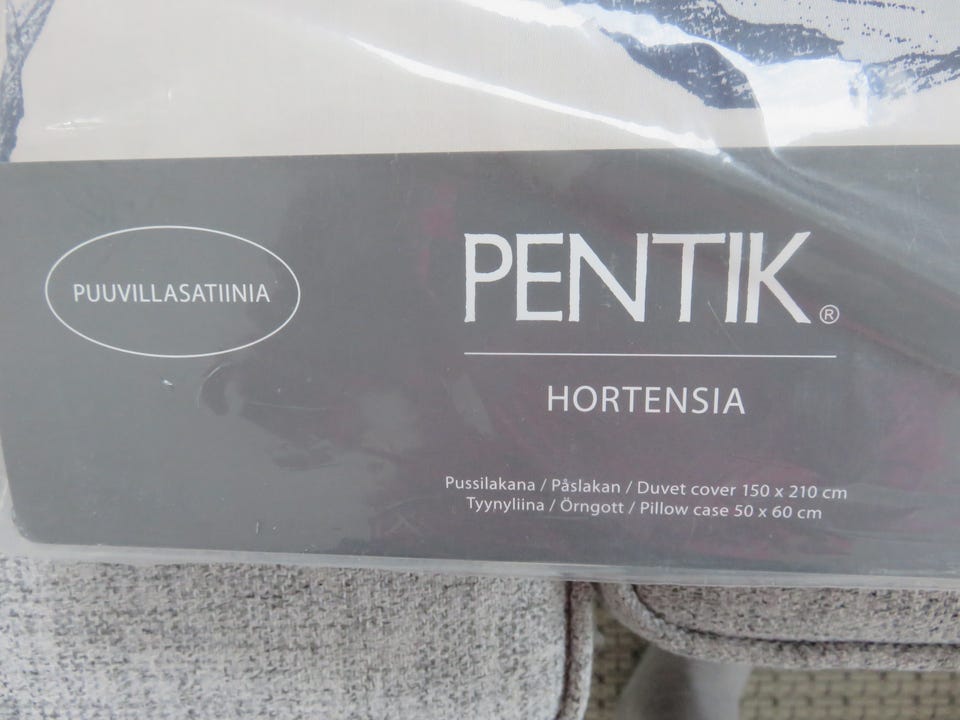 PUUVILLASATIINIA
PENTIK®
HORTENSIA
Pussilakana / Påslakan / Duvet cover 150 x 210 cm
Tyynyliina / Örngott / Pillow case 50 x 60 cm